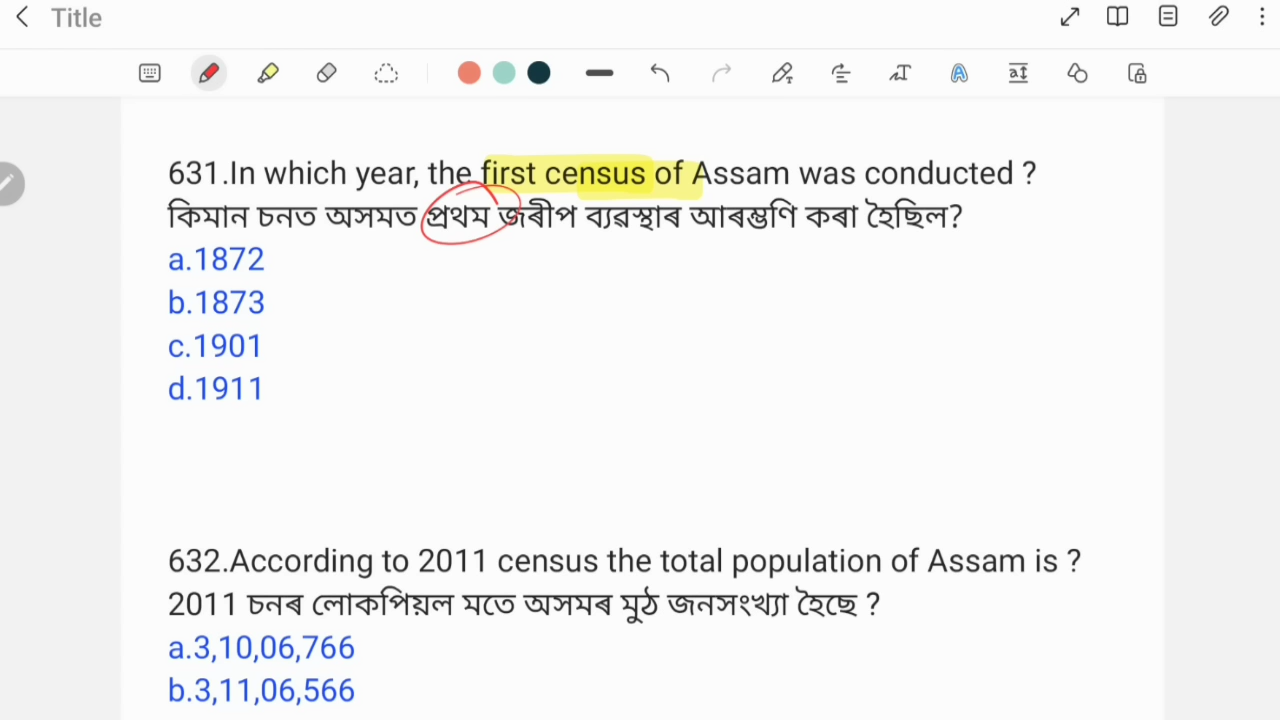 Title
631.In which year, the first census of Assam was conducted ?
কিমান চনত অসমত প্ৰথম জৰীপ ব্যৱস্থাৰ আৰম্ভণি কৰা হৈছিল?
a.1872
b.1873
c.1901
d.1911
632.According to 2011 census the total population of Assam is ?
2011 চনৰ লোকপিয়ল মতে অসমৰ মুঠ জনসংখ্যা হৈছে ?
a.3,10,06,766
b.3,11,06,566